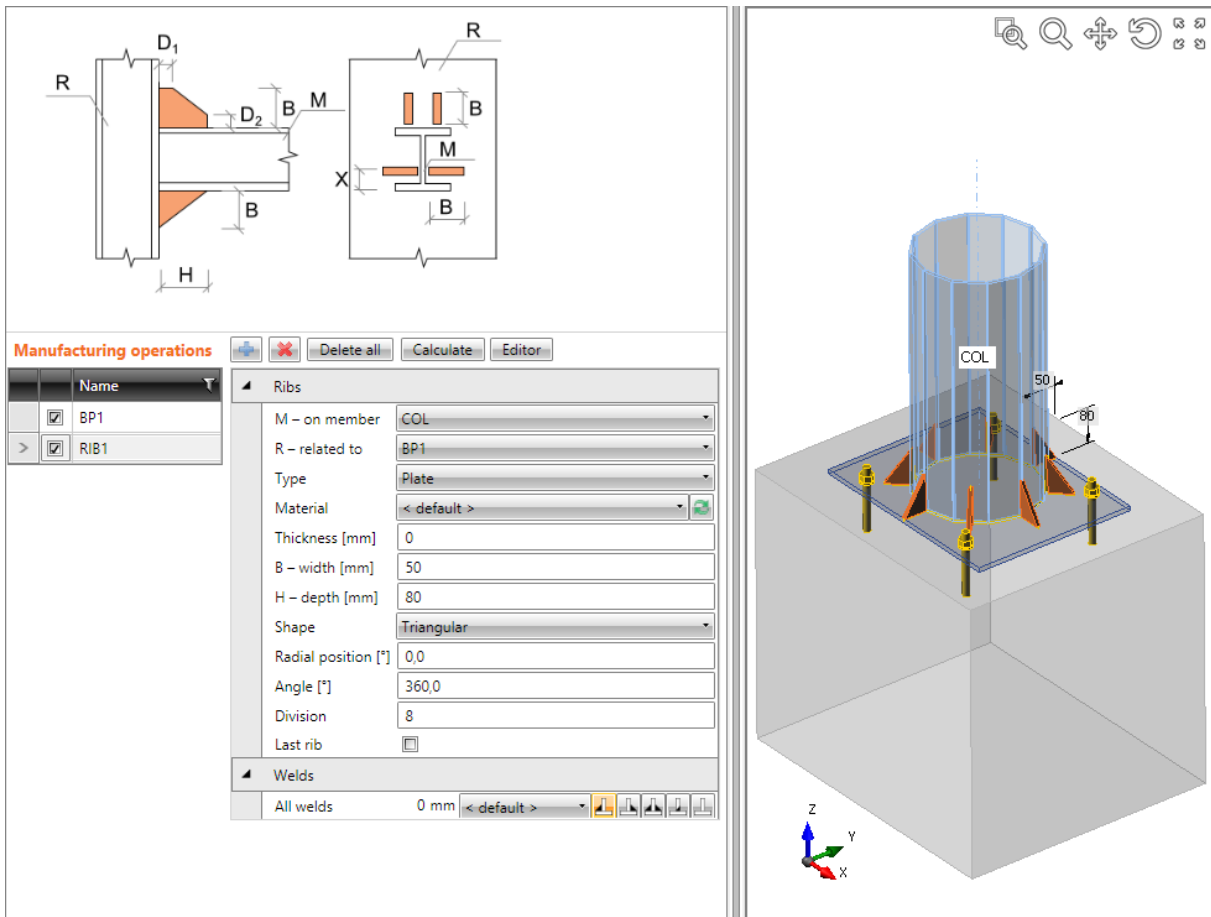 D1
R
R
D2
B
M
B
M
X
B
B
H
Manufacturing operations
Delete all
Calculate
Editor
Name
BP1
> RIB1
Ribs
M – on member COL
R – related to BP1
Type Plate
Material < default >
Thickness [mm] 0
B – width [mm] 50
H – depth [mm] 80
Shape Triangular
Radial position [°] 0,0
Angle [°] 360,0
Division 8
Last rib
Welds
All welds 0 mm < default >
COL
50
80
Z
Y
X